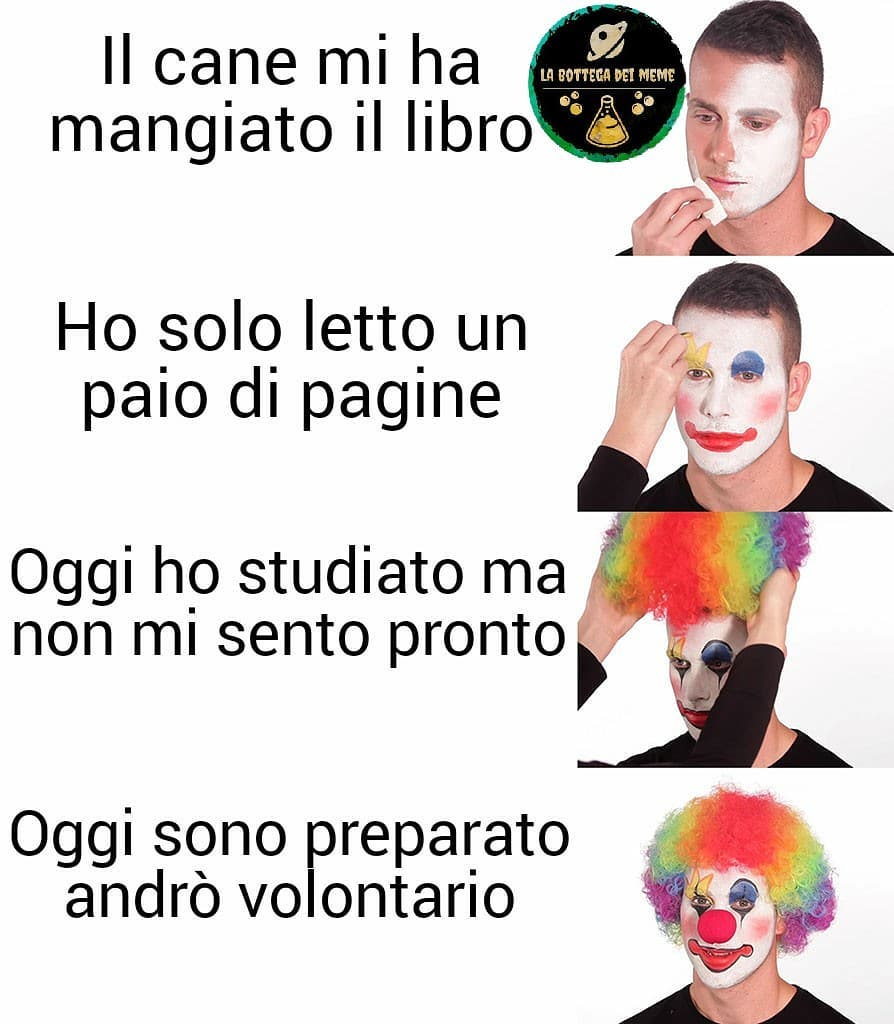 Il cane mi ha
mangiato il libro
LA BOTTEGA DEI MEME
Ho solo letto un
paio di pagine
Oggi ho studiato ma
non mi sento pronto
Oggi sono preparato
andrò volontario